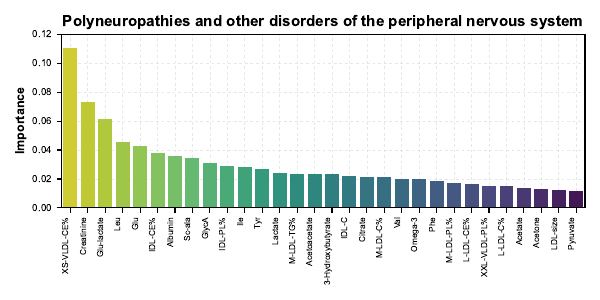 Polyneuropathies and other disorders of the peripheral nervous system
Importance
0.12
0.10
0.08
0.06
0.04
0.02
0.00
XS-VLDL-CE%
Creatinine
Glu-lactate
Leu
Glu
IDL-CE%
Albumin
Sc-ala
GlycA
IDL-PL%
Ile
Tyr
Lactate
M-LDL-TG%
Acetoacetate
3-Hydroxybutyrate
IDL-C
Citrate
M-LDL-C%
Val
Omega-3
Phe
M-LDL-PL%
L-LDL-CE%
XXL-VLDL-PL%
L-LDL-C%
Acetate
Acetone
LDL-size
Pyruvate